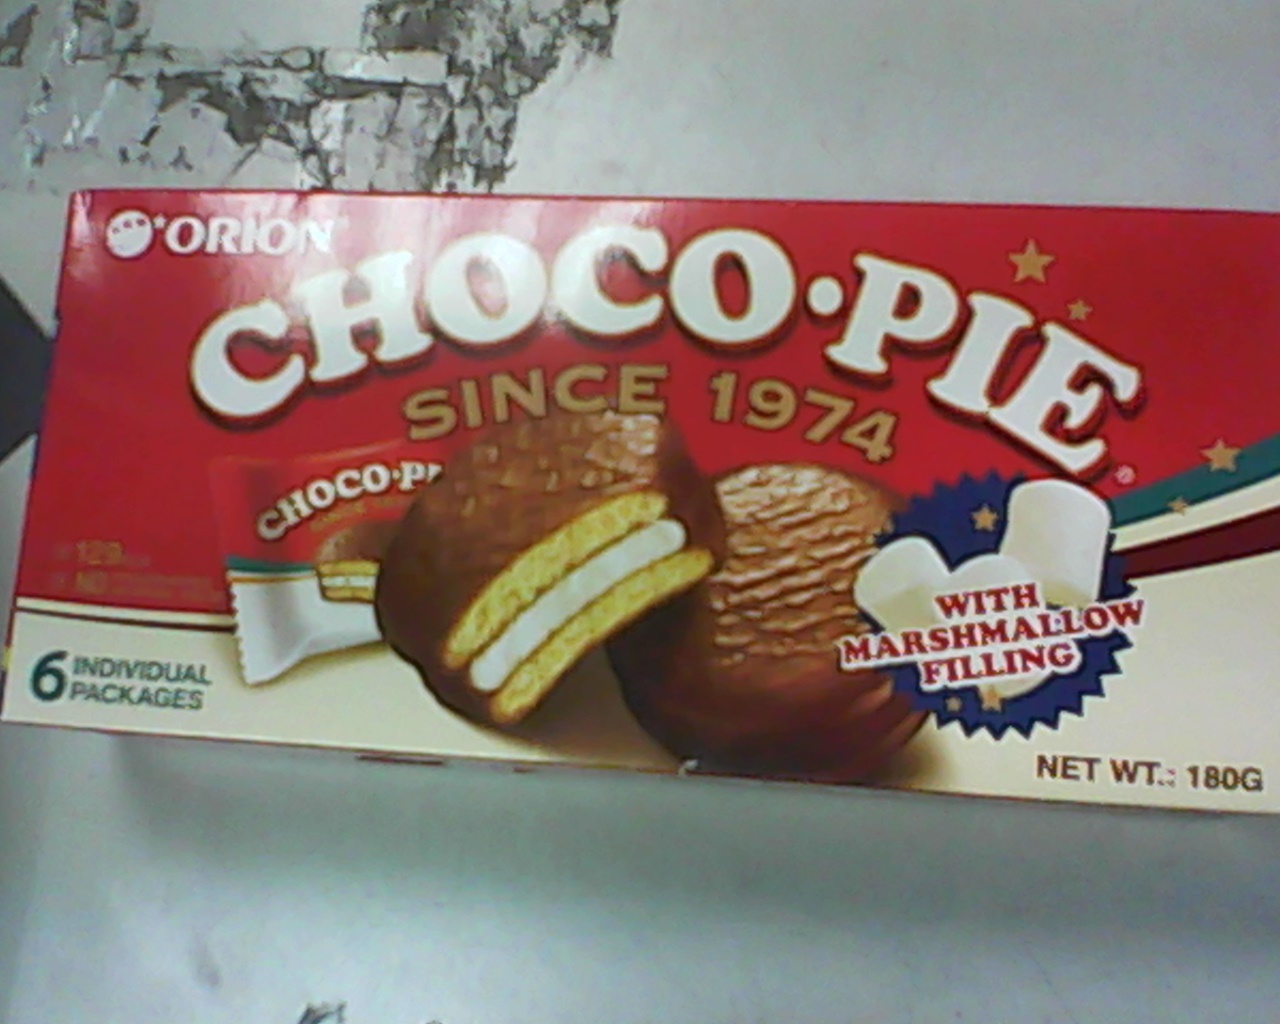 ORION
CHOCO·PIE
SINCE 1974
CHOCO·PI
6 INDIVIDUAL
PACKAGES
WITH
MARSHMALLOW
FILLING
NET WT.: 180G